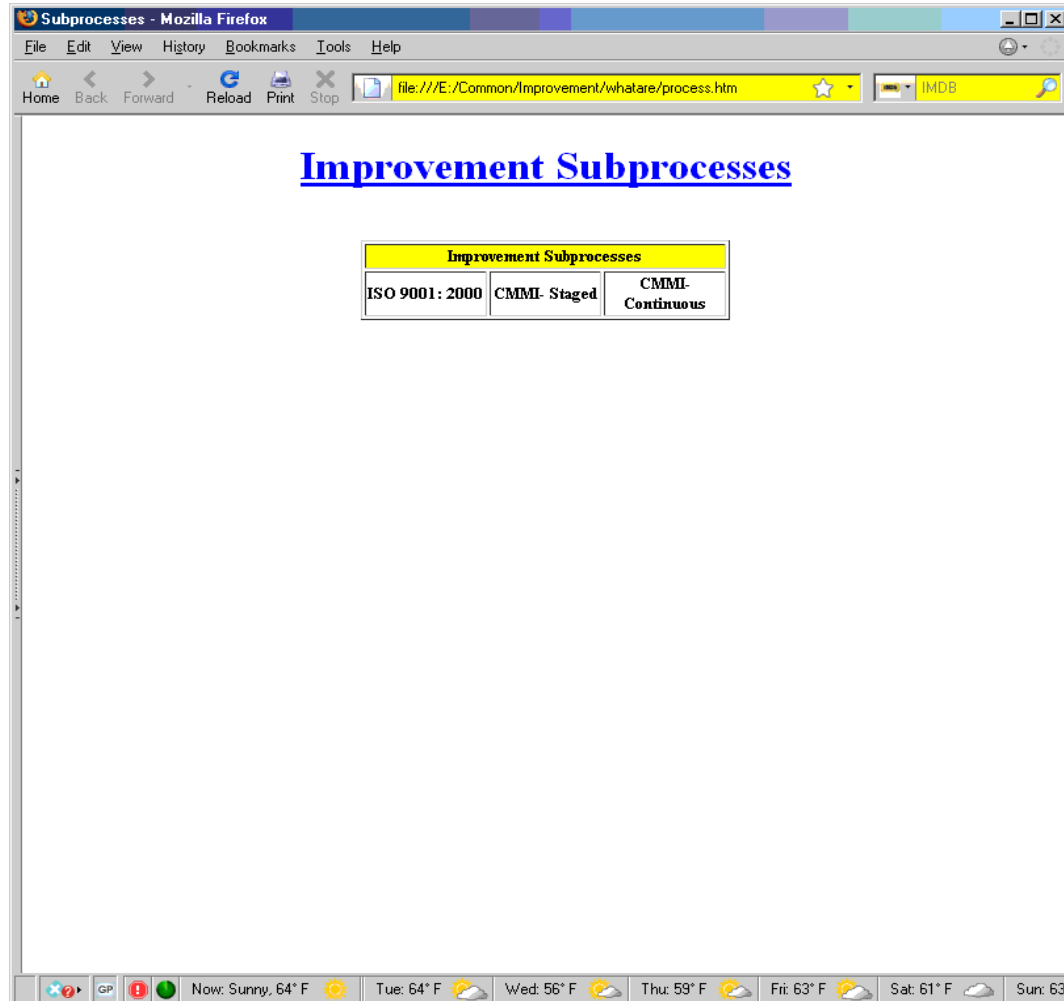 Subprocesses - Mozilla Firefox
File Edit View History Bookmarks Tools Help
Home Back Forward Reload Print Stop file:///E:/Common/Improvement/whatare/process.htm IMDB
Improvement Subprocesses
Improvement Subprocesses
ISO 9001: 2000 CMMI- Staged CMMI-
Continuous
GP Now: Sunny, 64° F Tue: 64° F Wed: 56° F Thu: 59° F Fri: 63° F Sat: 61° F Sun: 63